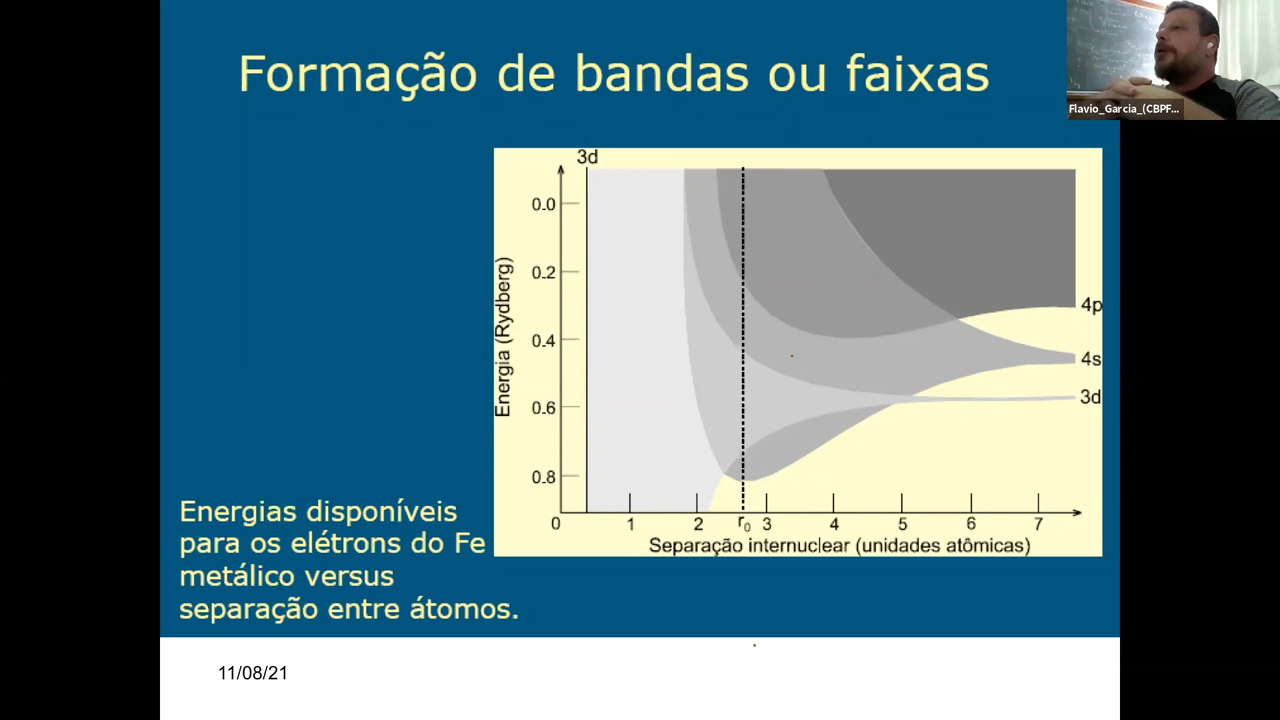 Formação de bandas ou faixas
Flavio_Garcia_(CBPF...
3d
0.0
0.2
0.4
0.6
0.8
Energia (Rydberg)
4p
4s
3d
0 1 2 r₀ 3 4 5 6 7
Separação internuclear (unidades atômicas)
Energias disponíveis
para os elétrons do Fe
metálico versus
separação entre átomos.
11/08/21